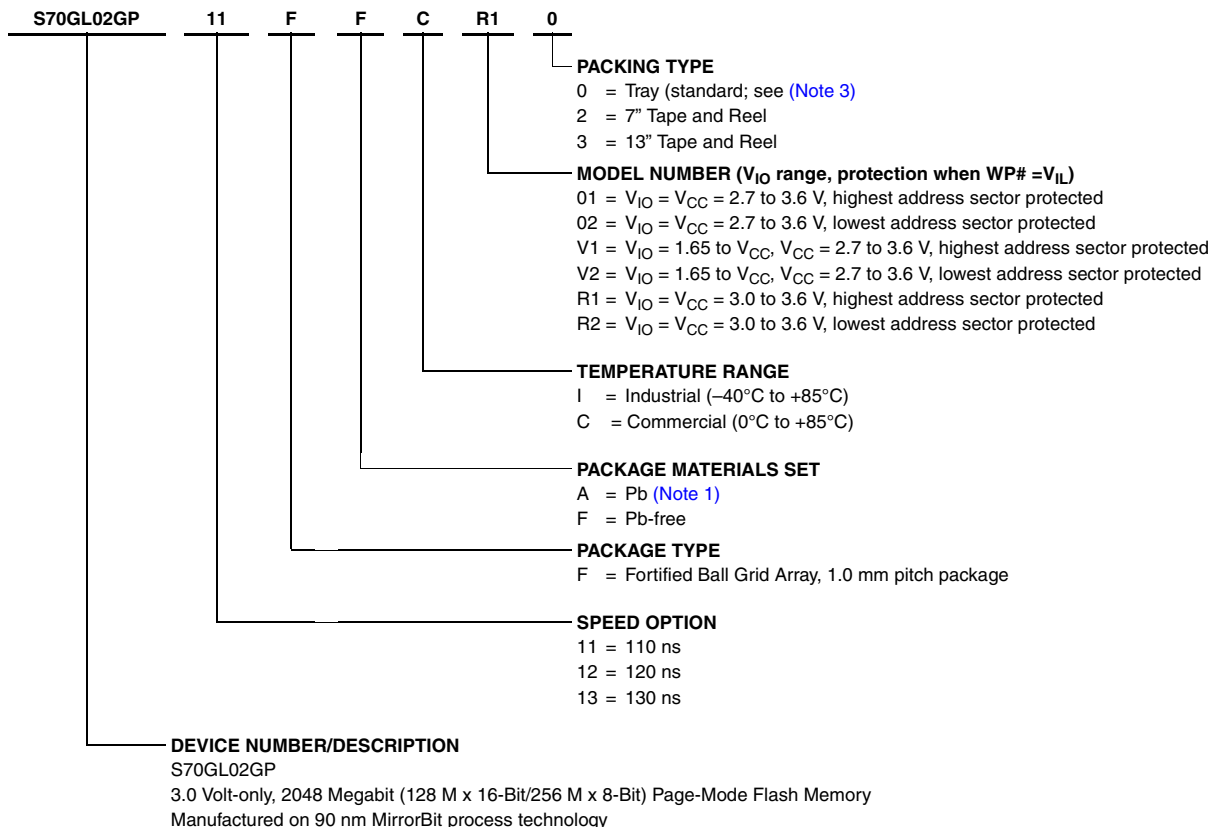 S70GL02GP 11 F F C R1 0
PACKING TYPE
0 = Tray (standard; see (Note 3)
2 = 7” Tape and Reel
3 = 13” Tape and Reel
MODEL NUMBER (VIO range, protection when WP# =VIL)
01 = VIO = VCC = 2.7 to 3.6 V, highest address sector protected
02 = VIO = VCC = 2.7 to 3.6 V, lowest address sector protected
V1 = VIO = 1.65 to VCC, VCC = 2.7 to 3.6 V, highest address sector protected
V2 = VIO = 1.65 to VCC, VCC = 2.7 to 3.6 V, lowest address sector protected
R1 = VIO = VCC = 3.0 to 3.6 V, highest address sector protected
R2 = VIO = VCC = 3.0 to 3.6 V, lowest address sector protected
TEMPERATURE RANGE
I = Industrial (–40°C to +85°C)
C = Commercial (0°C to +85°C)
PACKAGE MATERIALS SET
A = Pb (Note 1)
F = Pb-free
PACKAGE TYPE
F = Fortified Ball Grid Array, 1.0 mm pitch package
SPEED OPTION
11 = 110 ns
12 = 120 ns
13 = 130 ns
DEVICE NUMBER/DESCRIPTION
S70GL02GP
3.0 Volt-only, 2048 Megabit (128 M x 16-Bit/256 M x 8-Bit) Page-Mode Flash Memory
Manufactured on 90 nm MirrorBit process technology